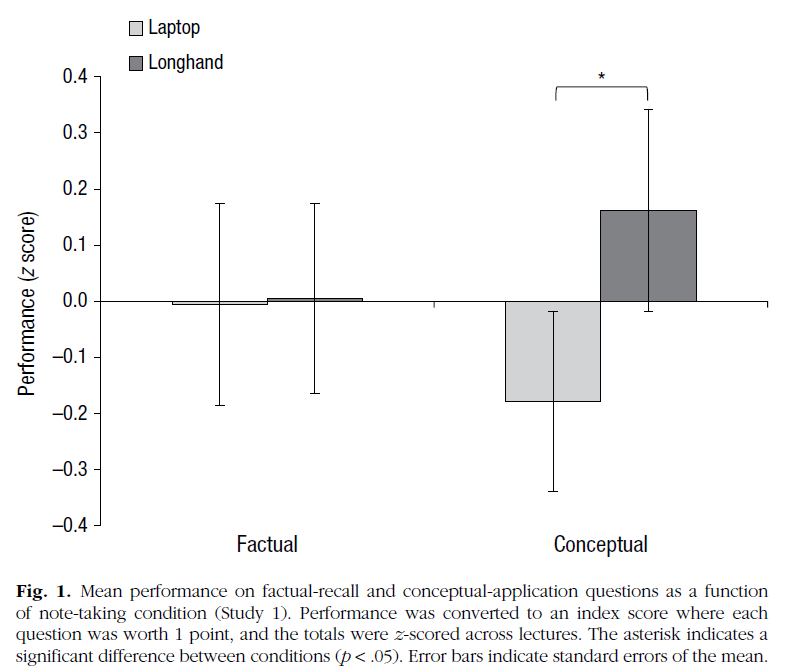 Laptop
Longhand
0.4
0.3
0.2
0.1
0.0
–0.1
–0.2
–0.3
–0.4
Performance (z score)
*
Factual
Conceptual
Fig. 1. Mean performance on factual-recall and conceptual-application questions as a function
of note-taking condition (Study 1). Performance was converted to an index score where each
question was worth 1 point, and the totals were z-scored across lectures. The asterisk indicates a
significant difference between conditions (p < .05). Error bars indicate standard errors of the mean.